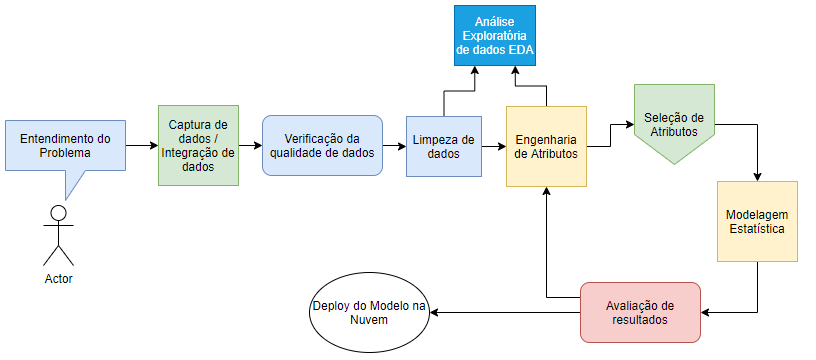 Análise
Exploratória
de dados EDA
Entendimento do
Problema
Captura de
dados /
Integração de
dados
Verificação da
qualidade de dados
Limpeza de
dados
Engenharia
de Atributos
Seleção de
Atributos
Modelagem
Estatística
Avaliação de
resultados
Deploy do Modelo na
Nuvem
Actor